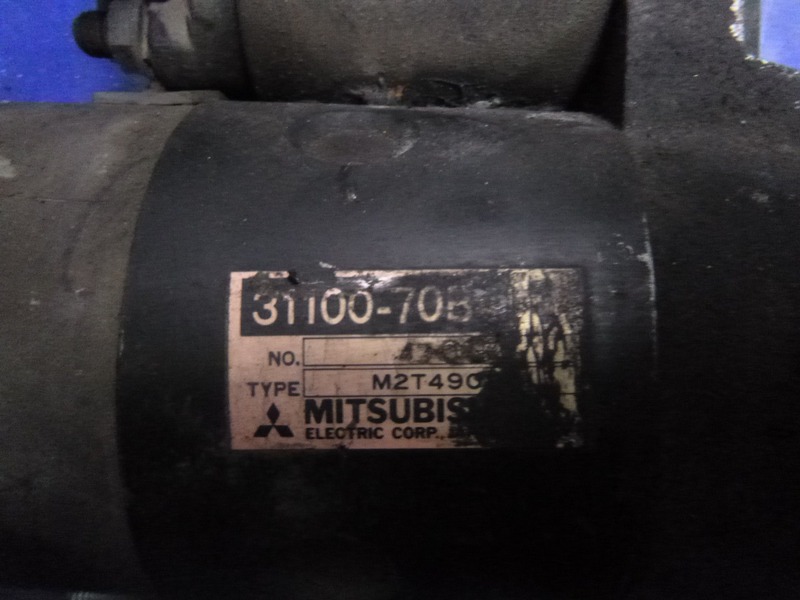 31100-70B
NO.
TYPE M2T490
MITSUBIS
ELECTRIC CORP.,